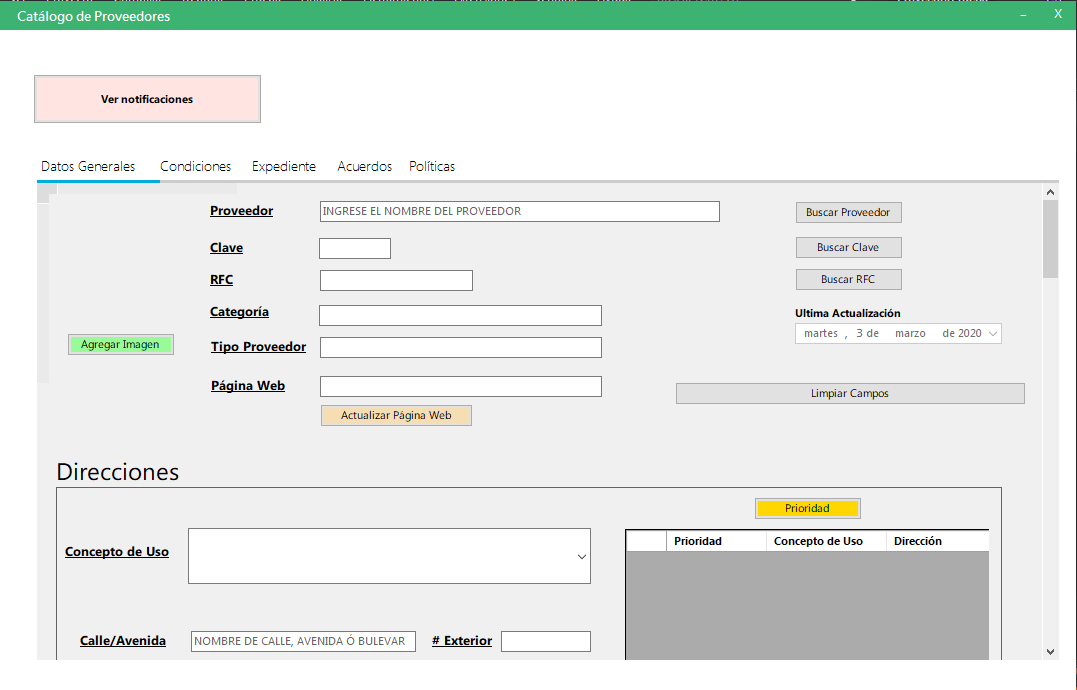 Catálogo de Proveedores
Ver notificaciones
Datos Generales Condiciones Expediente Acuerdos Políticas
Proveedor INGRESE EL NOMBRE DEL PROVEEDOR Buscar Proveedor
Clave Buscar Clave
RFC Buscar RFC
Categoría Ultima Actualización
martes , 3 de marzo de 2020
Agregar Imagen Tipo Proveedor
Página Web Limpiar Campos
Actualizar Página Web
Direcciones
Prioridad
Prioridad Concepto de Uso Dirección
Concepto de Uso
Calle/Avenida NOMBRE DE CALLE, AVENIDA Ó BULEVAR # Exterior